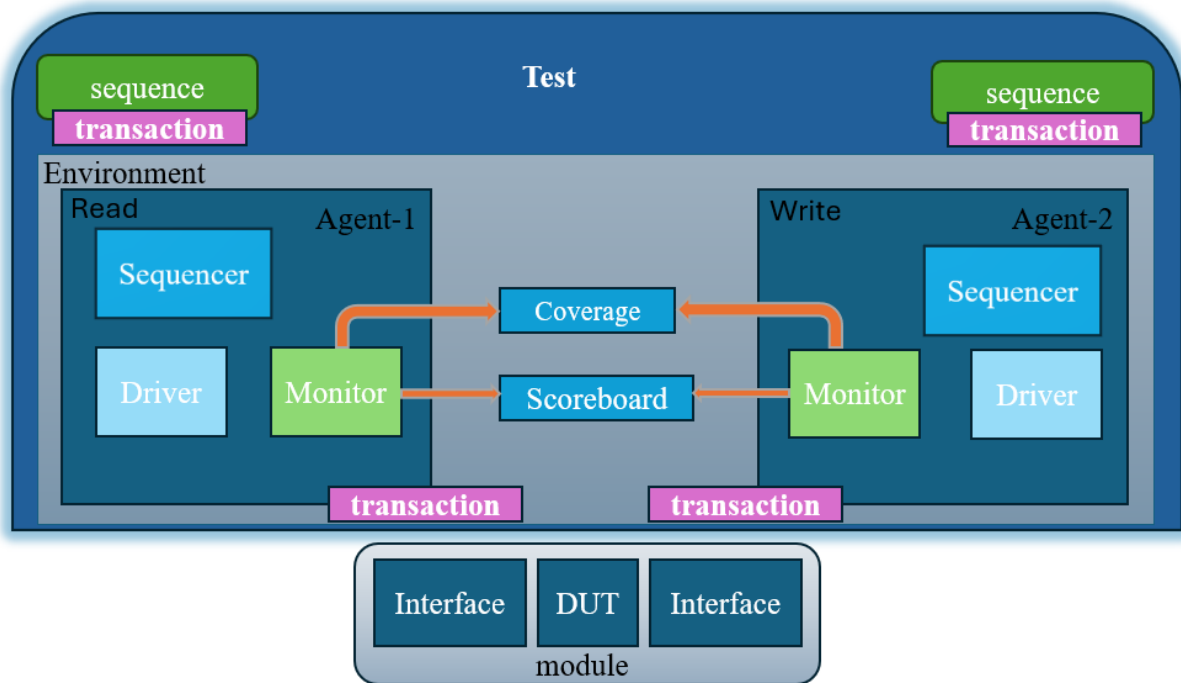 Test
sequence
transaction
sequence
transaction
Environment
Read
Agent-1
Sequencer
Driver
Monitor
Coverage
Scoreboard
Write
Agent-2
Sequencer
Monitor
Driver
transaction
transaction
Interface
DUT
Interface
module